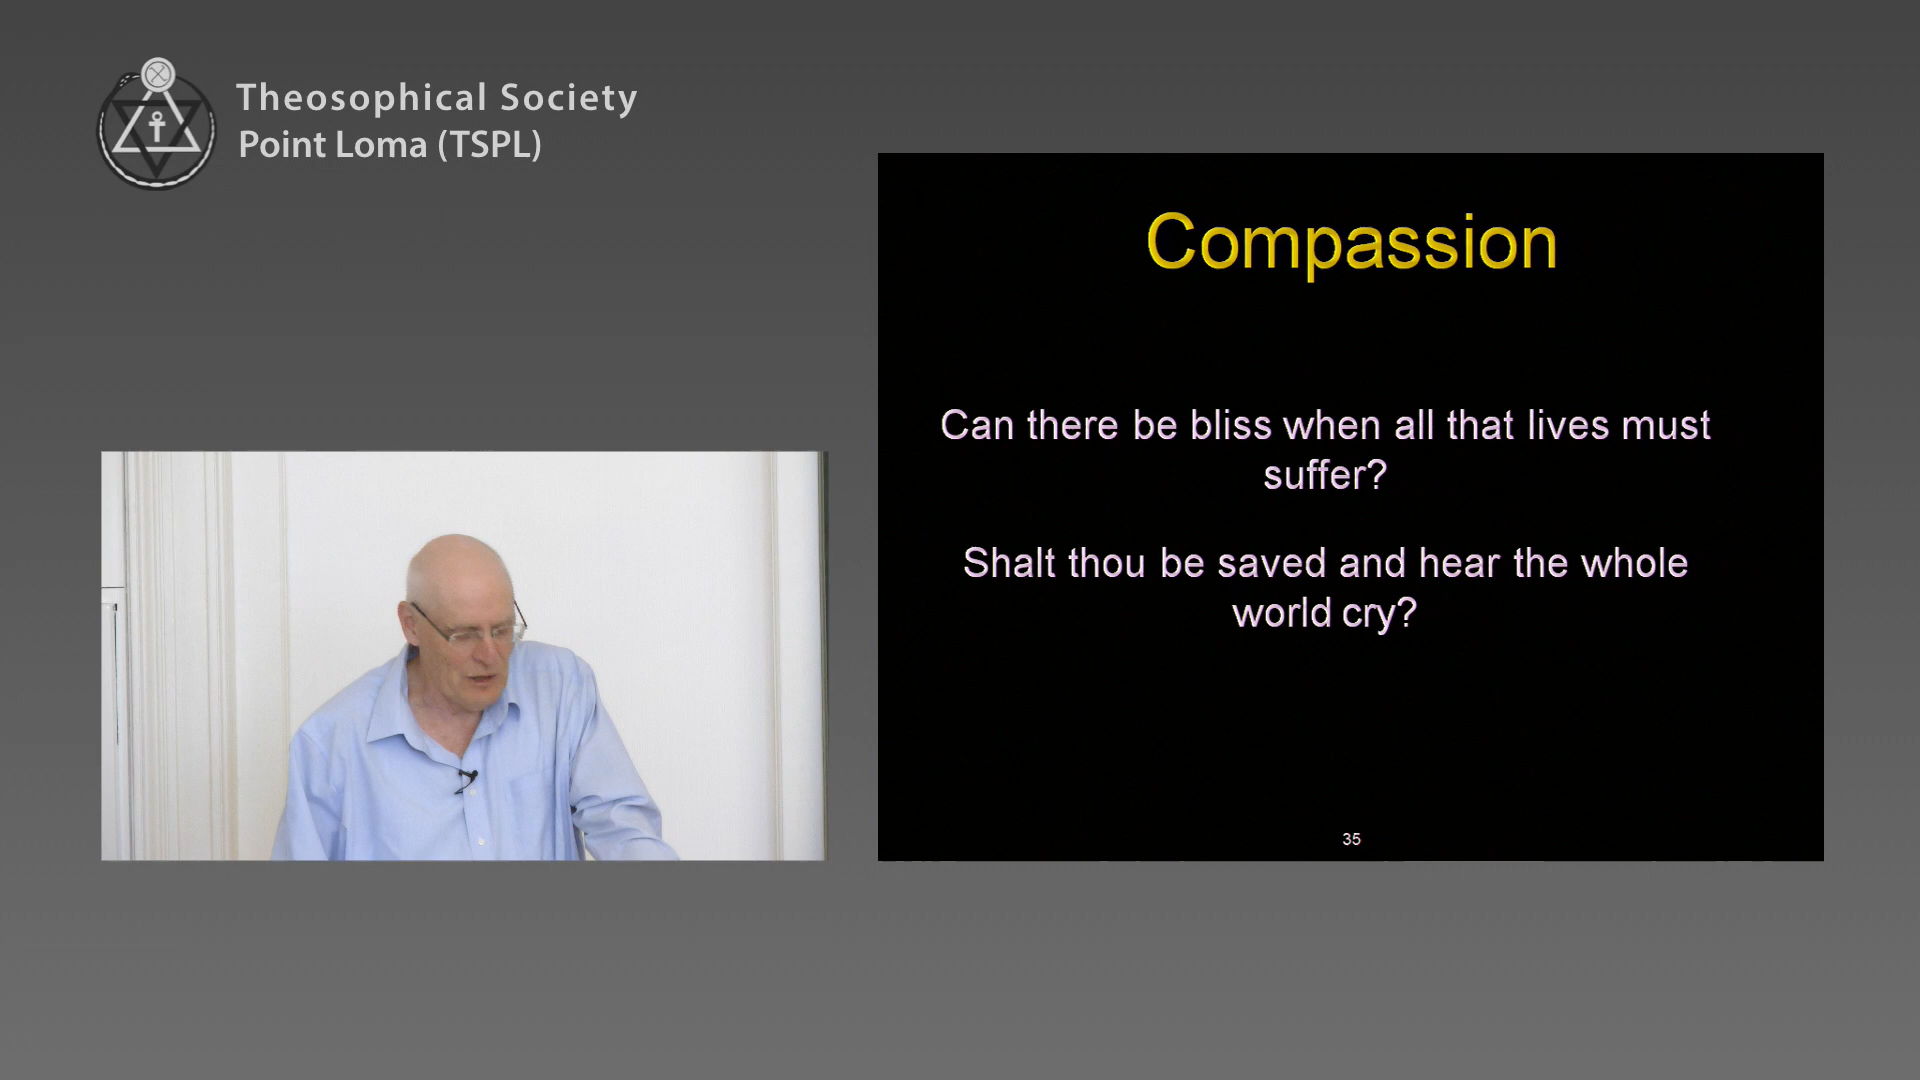 Theosophical Society
Point Loma (TSPL)
Compassion
Can there be bliss when all that lives must
suffer?
Shalt thou be saved and hear the whole
world cry?
35